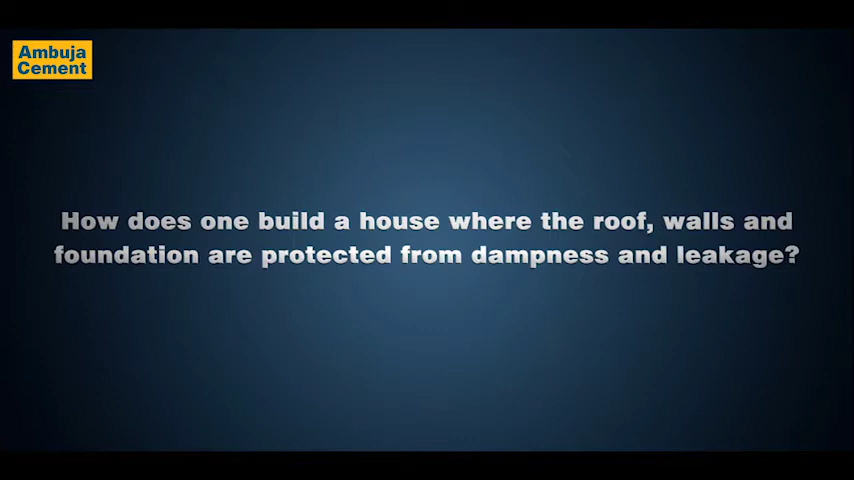 Ambuja
Cement
How does one build a house where the roof, walls and
foundation are protected from dampness and leakage?